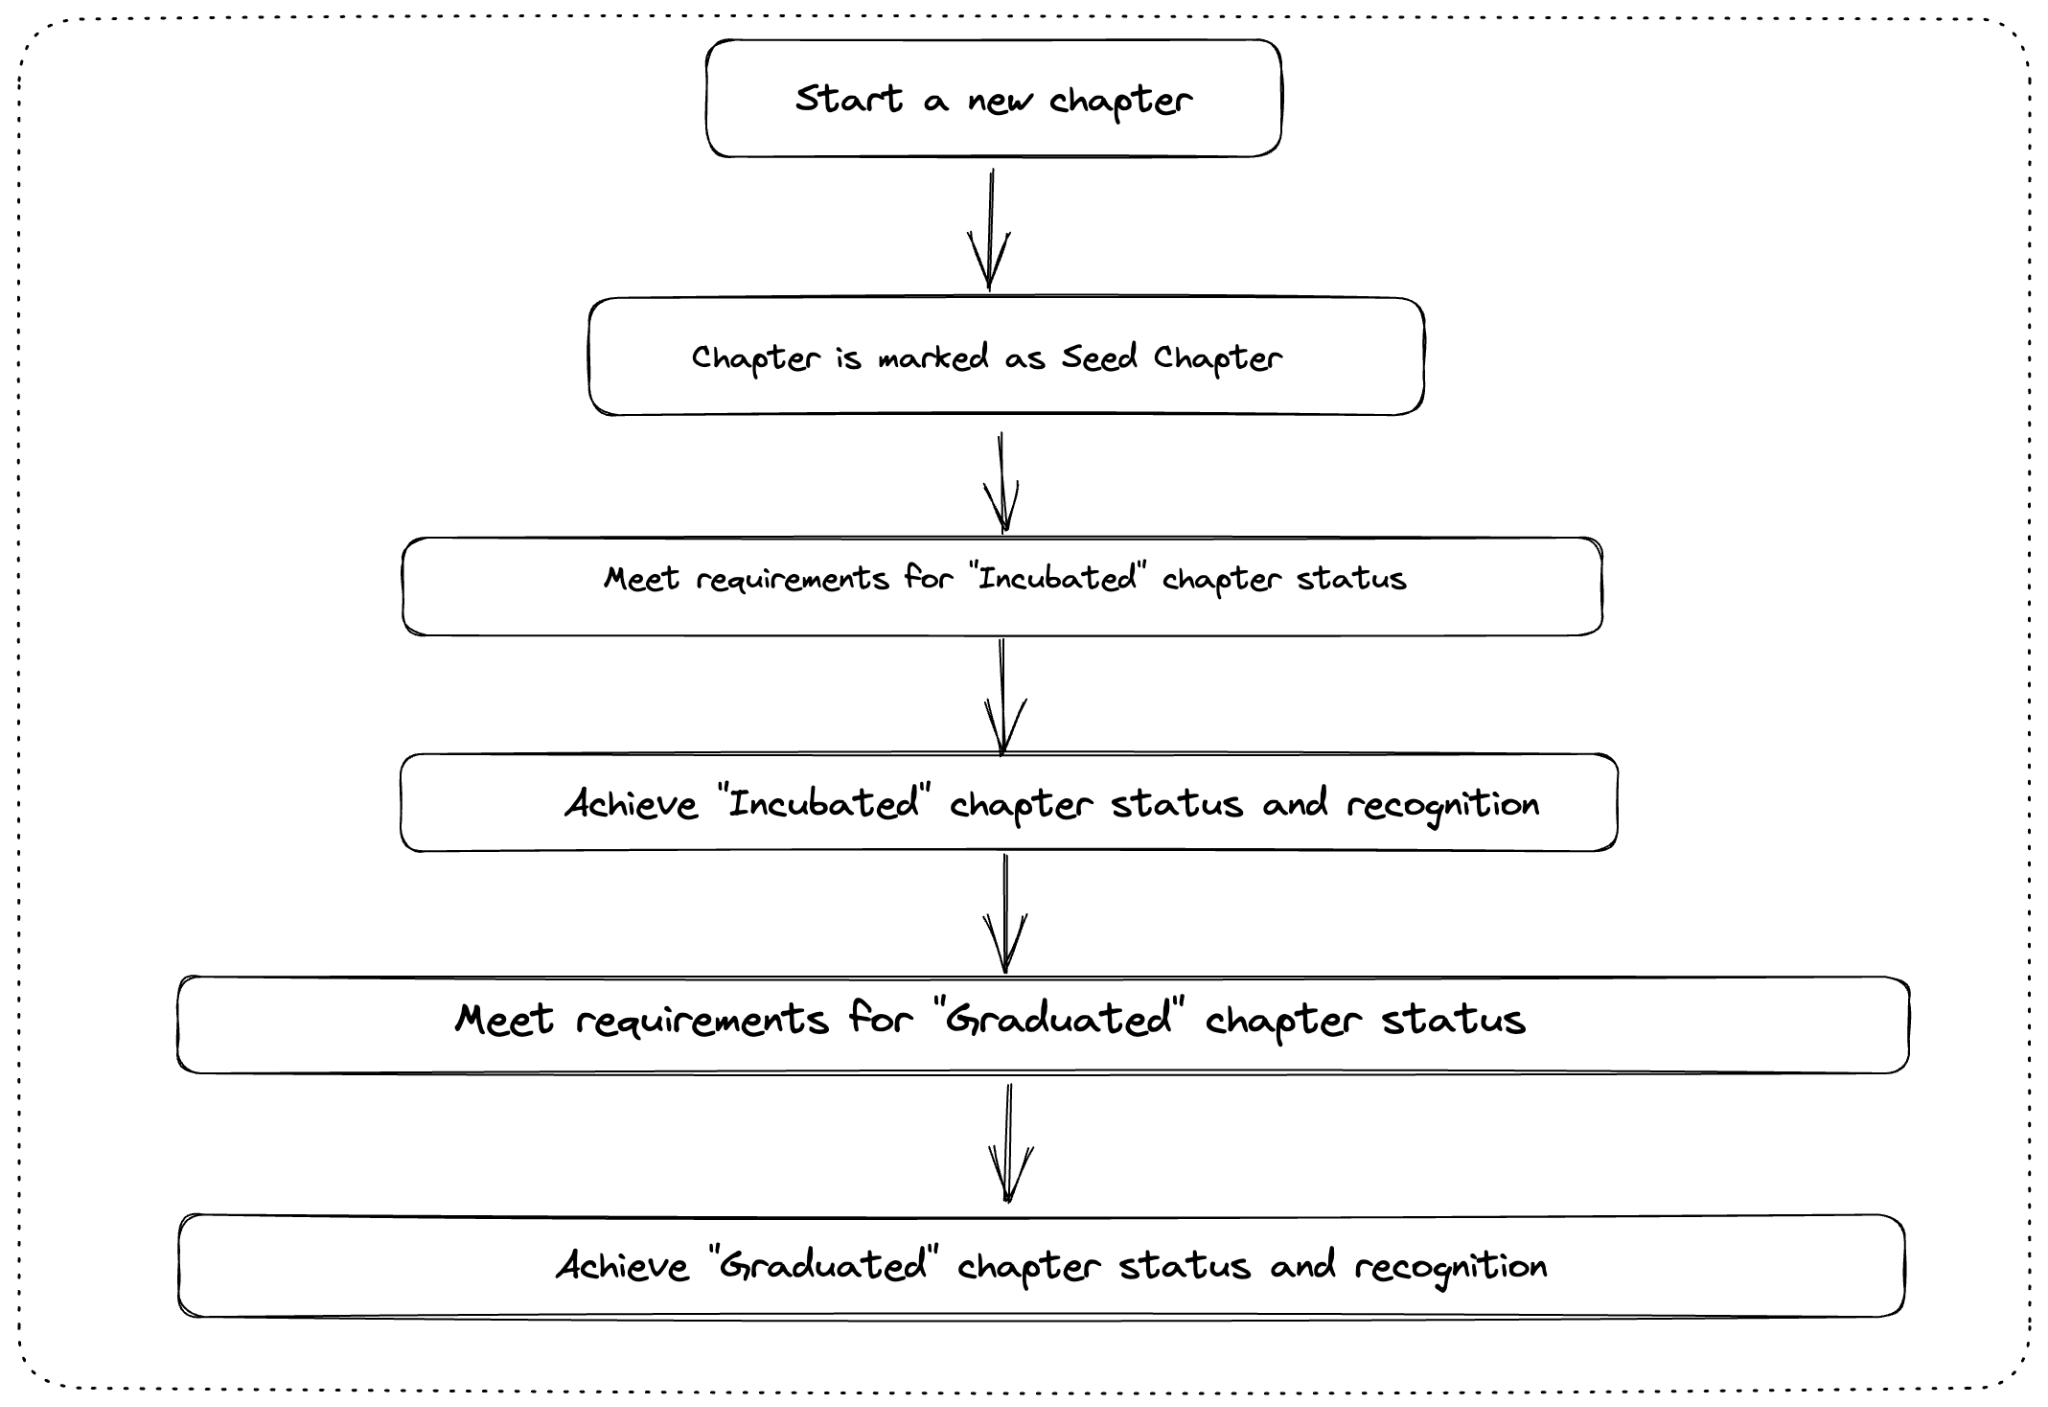 Start a new chapter
Chapter is marked as Seed Chapter
Meet requirements for "Incubated" chapter status
Achieve "Incubated" chapter status and recognition
Meet requirements for "Graduated" chapter status
Achieve "Graduated" chapter status and recognition